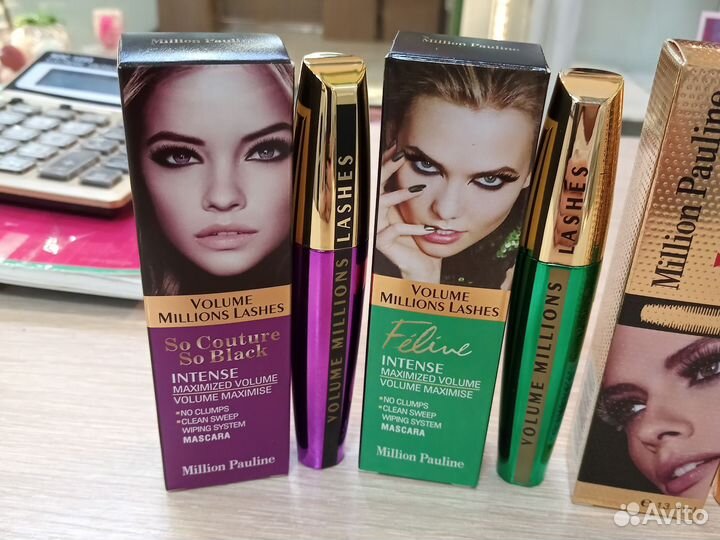 Million Pauline
VOLUME
MILLIONS LASHES
So Couture
So Black
INTENSE
MAXIMIZED VOLUME
VOLUME MAXIMISE
•NO CLUMPS
•CLEAN SWEEP
WIPING SYSTEM
MASCARA
Million Pauline
VOLUME MILLIONS LASHES
Million Pauline
VOLUME
MILLIONS LASHES
Féline
INTENSE
MAXIMIZED VOLUME
VOLUME MAXIMISE
•NO CLUMPS
•CLEAN SWEEP
WIPING SYSTEM
MASCARA
Million Pauline
VOLUME MILLIONS LASHES
Million Pauline
Avito